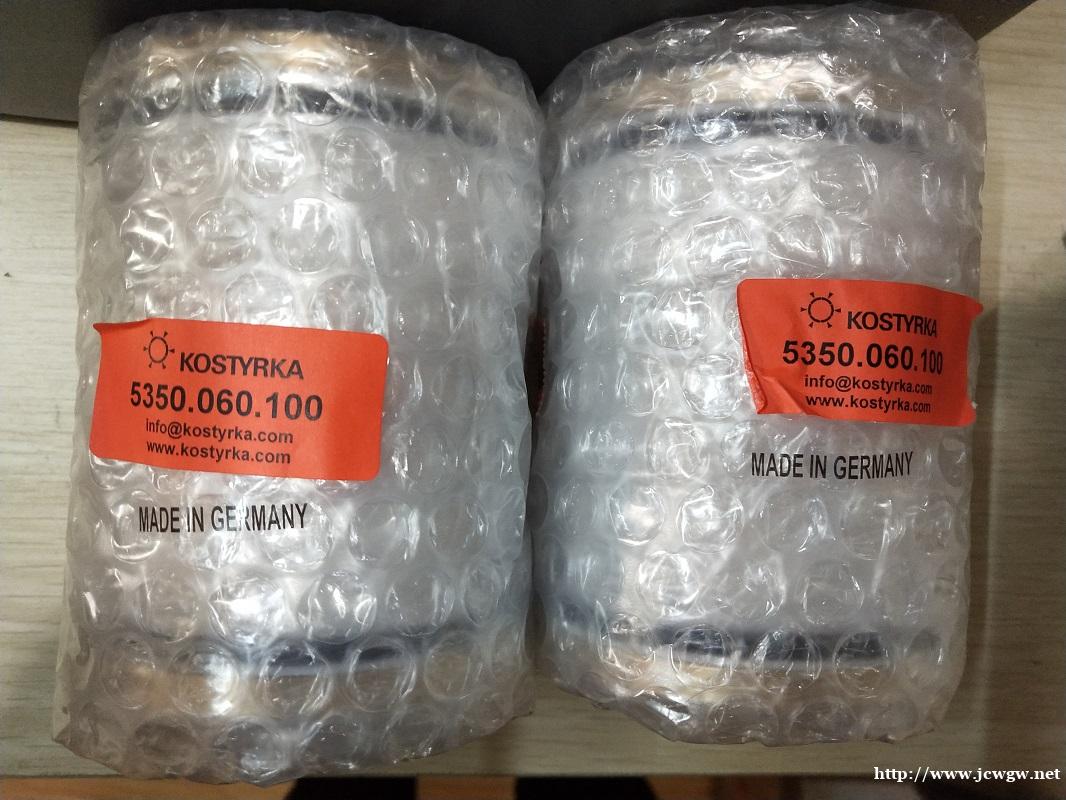 KOSTYRKA
5350.060.100
info@kostyrka.com
www.kostyrka.com
MADE IN GERMANY
KOSTYRKA
5350.060.100
info@kostyrka.com
www.kostyrka.com
MADE IN GERMANY
http://www.jcwgw.net